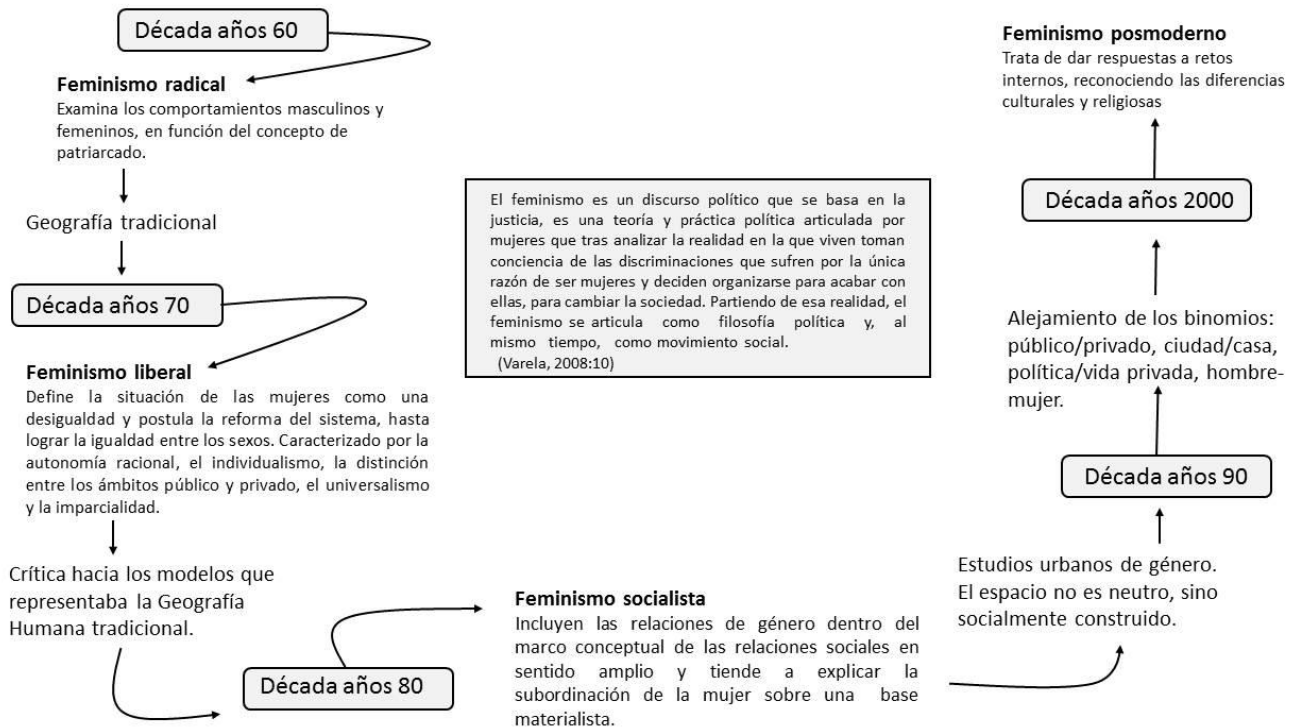 Década años 60
Feminismo radical
Examina los comportamientos masculinos y
femeninos, en función del concepto de
patriarcado.
Geografía tradicional
Década años 70
Feminismo liberal
Define la situación de las mujeres como una
desigualdad y postula la reforma del sistema, hasta
lograr la igualdad entre los sexos. Caracterizado por la
autonomía racional, el individualismo, la distinción
entre los ámbitos público y privado, el universalismo
y la imparcialidad.
Crítica hacia los modelos que
representaba la Geografía
Humana tradicional.
Década años 80
Feminismo socialista
Incluyen las relaciones de género dentro del
marco conceptual de las relaciones sociales en
sentido amplio y tiende a explicar la
subordinación de la mujer sobre una base
materialista.
Estudios urbanos de género.
El espacio no es neutro, sino
socialmente construido.
Década años 90
Alejamiento de los binomios:
público/privado, ciudad/casa,
política/vida privada, hombre-
mujer.
Década años 2000
Feminismo posmoderno
Trata de dar respuestas a retos
internos, reconociendo las diferencias
culturales y religiosas
El feminismo es un discurso político que se basa en la
justicia, es una teoría y práctica política articulada por
mujeres que tras analizar la realidad en la que viven toman
conciencia de las discriminaciones que sufren por la única
razón de ser mujeres y deciden organizarse para acabar con
ellas, para cambiar la sociedad. Partiendo de esa realidad, el
feminismo se articula como filosofía política y, al
mismo tiempo, como movimiento social.
(Varela, 2008:10)